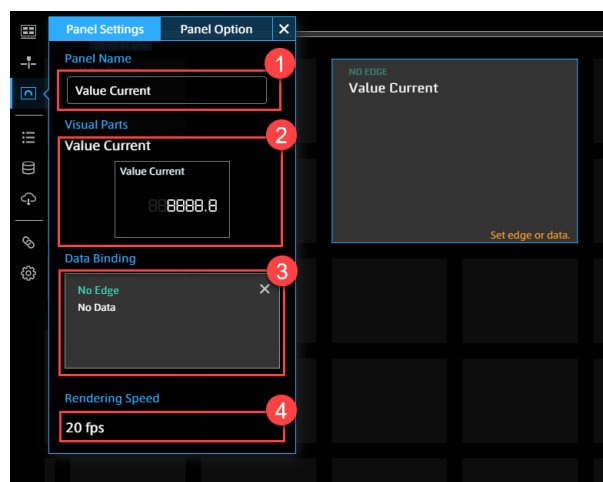 Panel Settings
Panel Option
Panel Name
1
Value Current
Visual Parts
2
Value Current
Value Current
8888.8
Data Binding
3
No Edge
No Data
Rendering Speed
4
20 fps
NO EDGE
Value Current
Set edge or data.